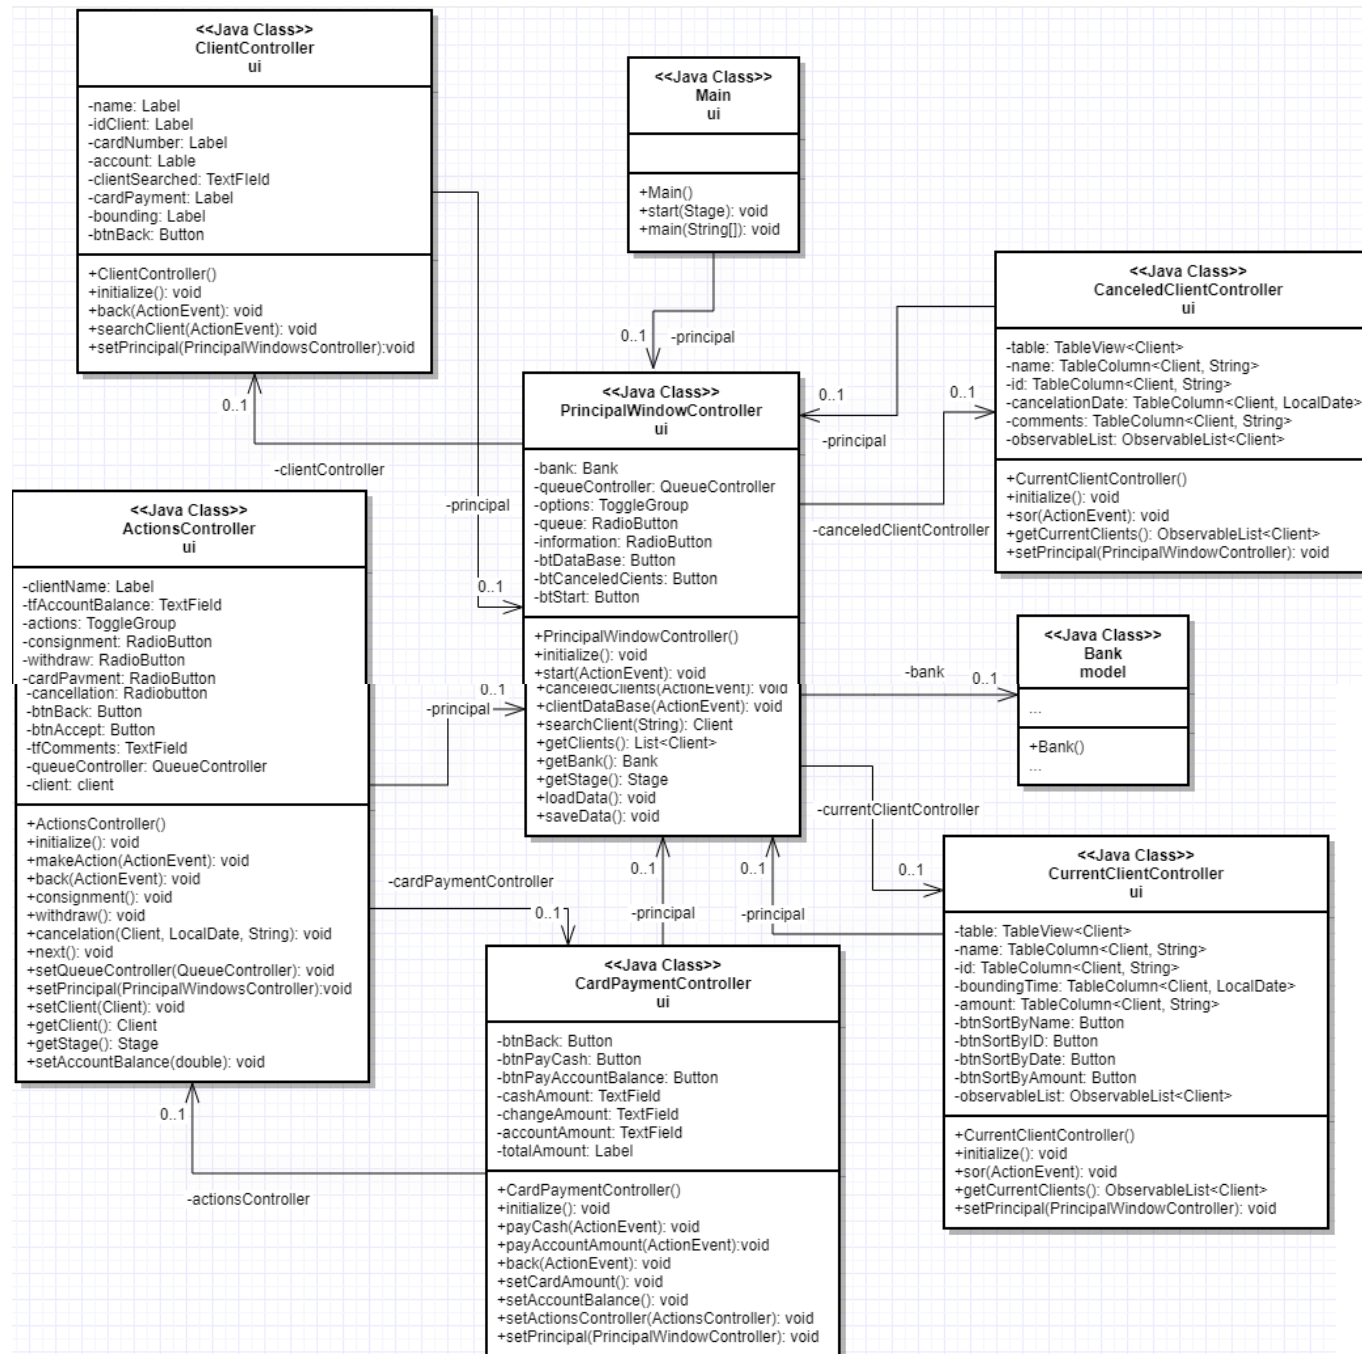 <<Java Class>>
ClientController
ui
-name: Label
-idClient: Label
-cardNumber: Label
-account: Lable
-clientSearched: TextFIeld
-cardPayment: Label
-bounding: Label
-btnBack: Button
+ClientController()
+initialize(): void
+back(ActionEvent): void
+searchClient(ActionEvent): void
+setPrincipal(PrincipalWindowsController):void
<<Java Class>>
Main
ui
+Main()
+start(Stage): void
+main(String[]): void
0..1
-principal
<<Java Class>>
CanceledClientController
ui
-table: TableView<Client>
-name: TableColumn<Client, String>
-id: TableColumn<Client, String>
-cancelationDate: TableColumn<Client, LocalDate>
-comments: TableColumn<Client, String>
-observableList: ObservableList<Client>
+CurrentClientController()
+initialize(): void
+sor(ActionEvent): void
+getCurrentClients(): ObservableList<Client>
+setPrincipal(PrincipalWindowController): void
0..1
-clientController
-principal
0..1
0..1
-principal
0..1
-canceledClientController
<<Java Class>>
PrincipalWindowController
ui
-bank: Bank
-queueController: QueueController
-options: ToggleGroup
-queue: RadioButton
-information: RadioButton
-btDataBase: Button
-btCanceledCients: Button
-btStart: Button
+PrincipalWindowController()
+initialize(): void
+start(ActionEvent): void
+canceledClients(ActionEvent): void
+clientDataBase(ActionEvent): void
+searchClient(String): Client
+getClients(): List<Client>
+getBank(): Bank
+getStage(): Stage
+loadData(): void
+saveData(): void
<<Java Class>>
ActionsController
ui
-clientName: Label
-tfAccountBalance: TextField
-actions: ToggleGroup
-consignment: RadioButton
-withdraw: RadioButton
-cardPayment: RadioButton
-cancellation: Radiobutton
-btnBack: Button
-btnAccept: Button
-tfComments: TextField
-queueController: QueueController
-client: client
+ActionsController()
+initialize(): void
+makeAction(ActionEvent): void
+back(ActionEvent): void
+consignment(): void
+withdraw(): void
+cancelation(Client, LocalDate, String): void
+next(): void
+setQueueController(QueueController): void
+setPrincipal(PrincipalWindowsController):void
+setClient(Client): void
+getClient(): Client
+getStage(): Stage
+setAccountBalance(double): void
0..1
-principal
-bank
0..1
<<Java Class>>
Bank
model
...
+Bank()
...
-currentClientController
0..1
-cardPaymentController
0..1
0..1
-principal
0..1
-principal
<<Java Class>>
CurrentClientController
ui
-table: TableView<Client>
-name: TableColumn<Client, String>
-id: TableColumn<Client, String>
-boundingTime: TableColumn<Client, LocalDate>
-amount: TableColumn<Client, String>
-btnSortByName: Button
-btnSortByID: Button
-btnSortByDate: Button
-btnSortByAmount: Button
-observableList: ObservableList<Client>
+CurrentClientController()
+initialize(): void
+sor(ActionEvent): void
+getCurrentClients(): ObservableList<Client>
+setPrincipal(PrincipalWindowController): void
<<Java Class>>
CardPaymentController
ui
-btnBack: Button
-btnPayCash: Button
-btnPayAccountBalance: Button
-cashAmount: TextField
-changeAmount: TextField
-accountAmount: TextField
-totalAmount: Label
+CardPaymentController()
+initialize(): void
+payCash(ActionEvent): void
+payAccountAmount(ActionEvent):void
+back(ActionEvent): void
+setCardAmount(): void
+setAccountBalance(): void
+setActionsController(ActionsController): void
+setPrincipal(PrincipalWindowController): void
0..1
-actionsController